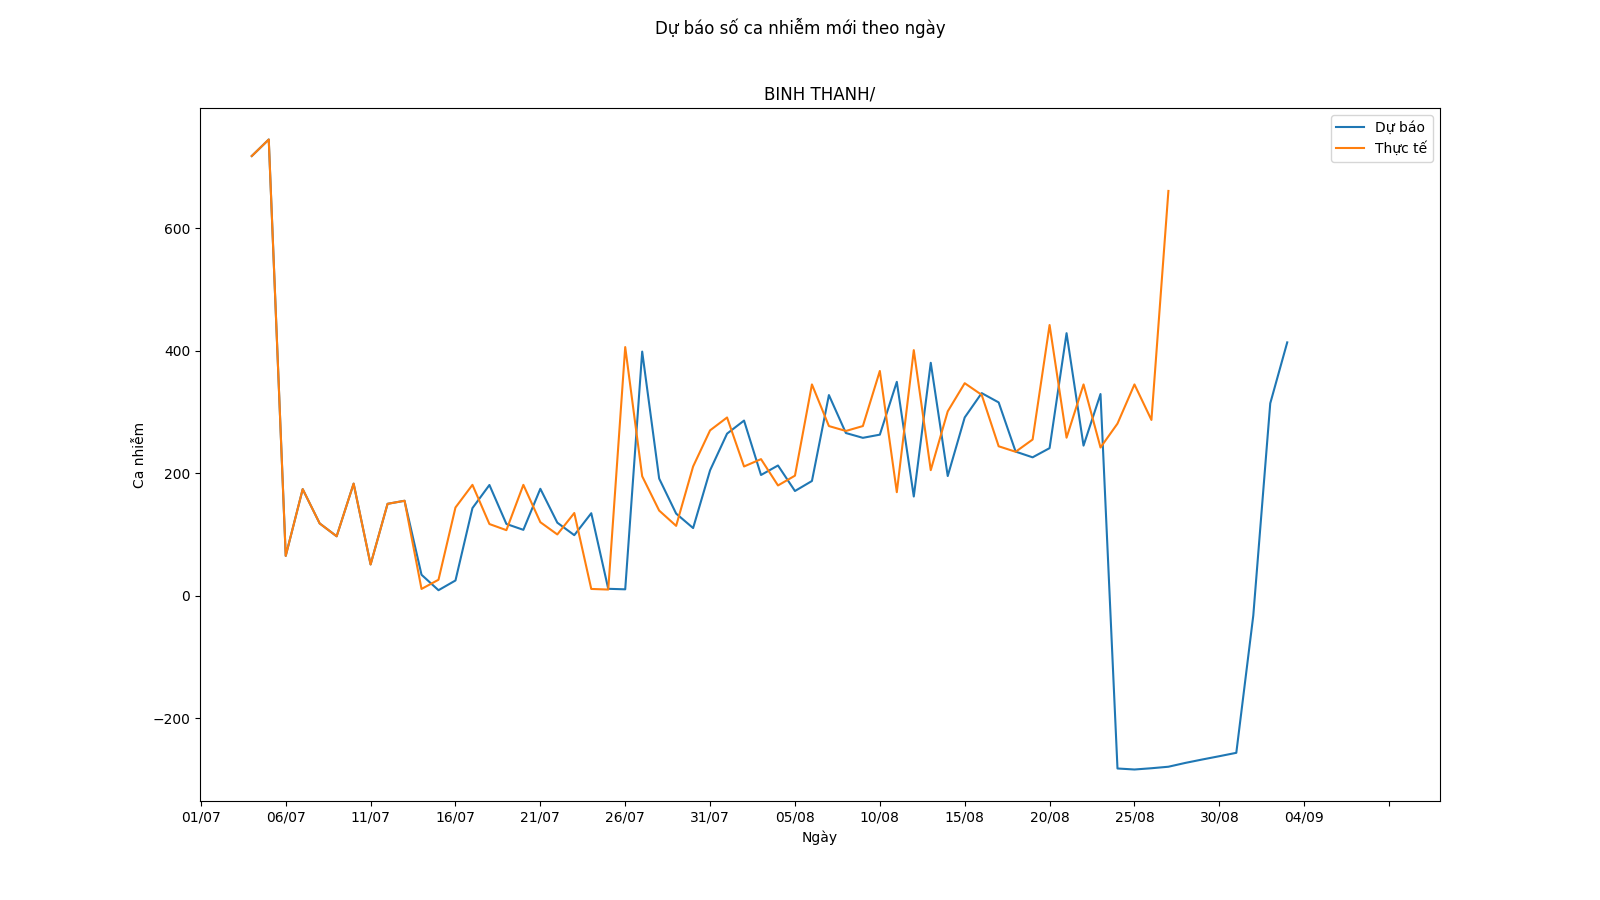 Dự báo số ca nhiễm mới theo ngày
BINH THANH/
Dự báo
Thực tế
Ca nhiễm
600
400
200
0
−200
01/07 06/07 11/07 16/07 21/07 26/07 31/07 05/08 10/08 15/08 20/08 25/08 30/08 04/09
Ngày